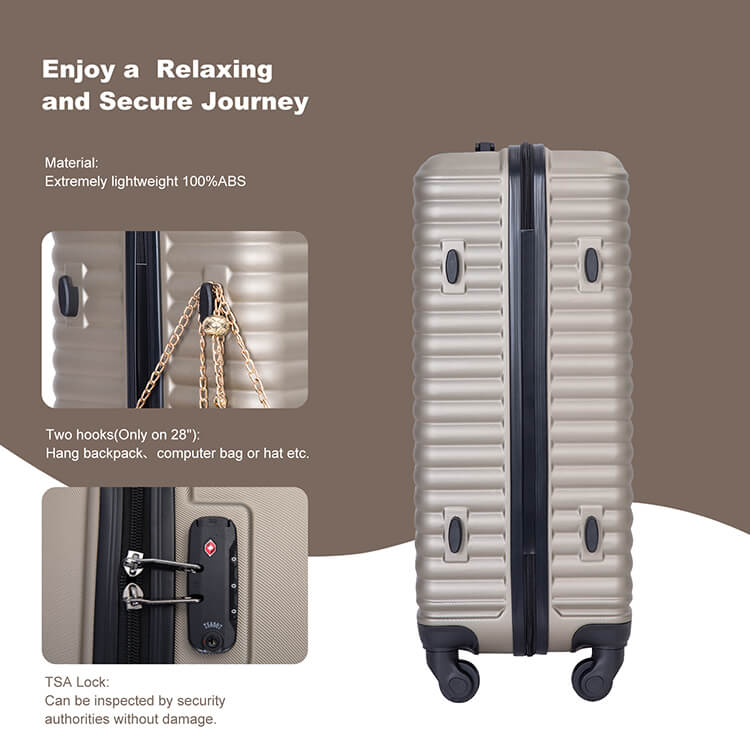 Enjoy a  Relaxing
and Secure Journey
Material:
Extremely lightweight 100%ABS
Two hooks(Only on 28"):
Hang backpack、computer bag or hat etc.
TSA007
TSA Lock:
Can be inspected by security
authorities without damage.